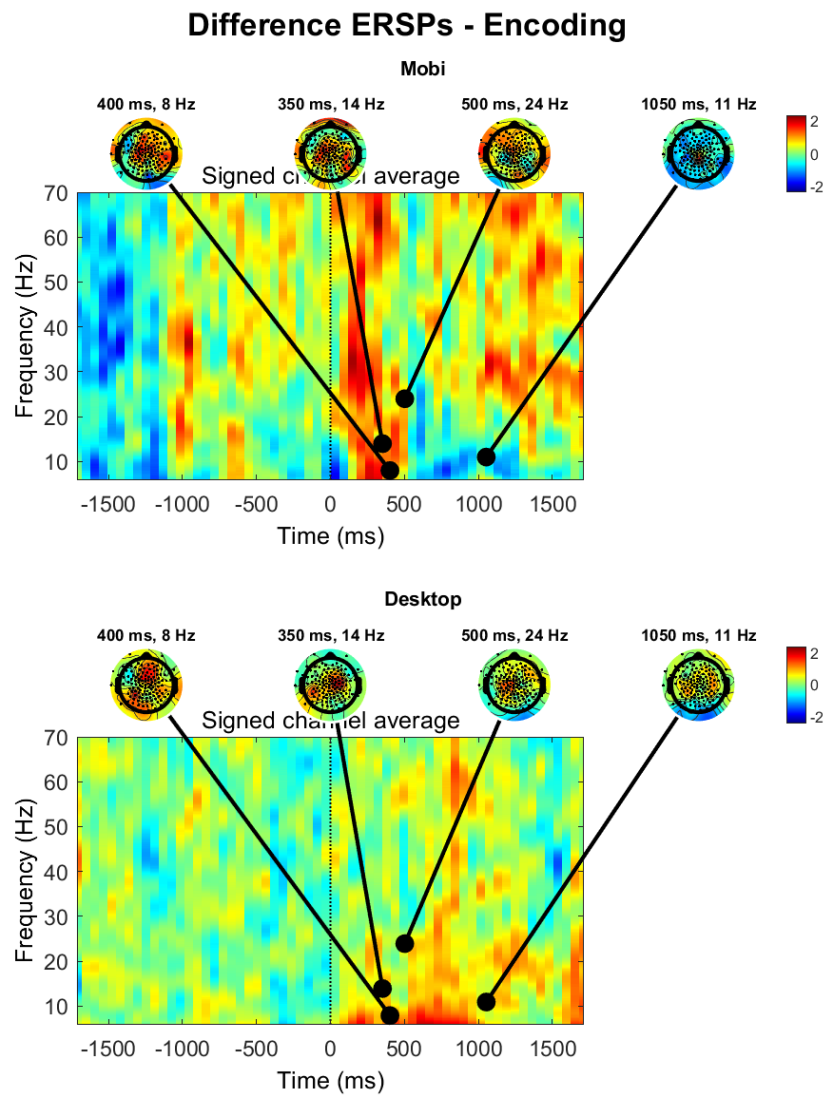 Difference ERSPs - Encoding
Mobi
400 ms, 8 Hz 350 ms, 14 Hz 500 ms, 24 Hz 1050 ms, 11 Hz
2
0
-2
Signed channel average
70
60
50
40
30
20
10
Frequency (Hz)
-1500 -1000 -500 0 500 1000 1500
Time (ms)
Desktop
400 ms, 8 Hz 350 ms, 14 Hz 500 ms, 24 Hz 1050 ms, 11 Hz
2
0
-2
Signed channel average
70
60
50
40
30
20
10
Frequency (Hz)
-1500 -1000 -500 0 500 1000 1500
Time (ms)